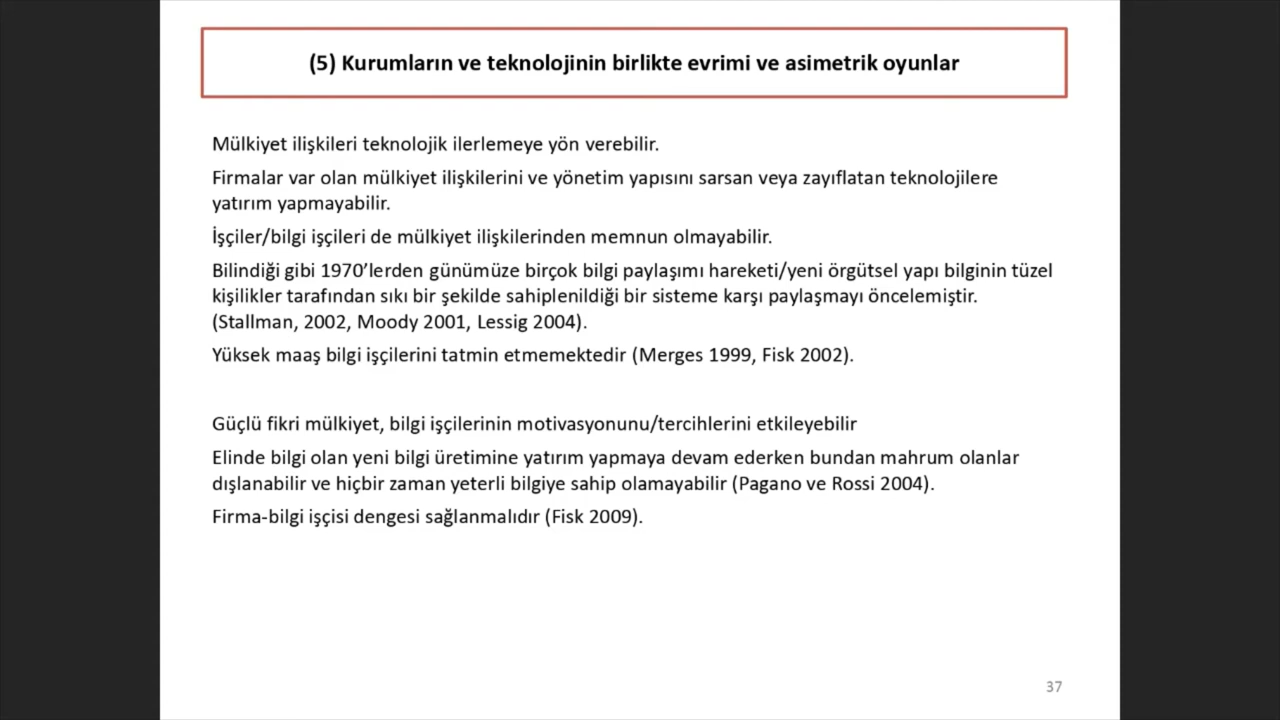 (5) Kurumların ve teknolojinin birlikte evrimi ve asimetrik oyunlar
Mülkiyet ilişkileri teknolojik ilerlemeye yön verebilir.
Firmalar var olan mülkiyet ilişkilerini ve yönetim yapısını sarsan veya zayıflatan teknolojilere
yatırım yapmayabilir.
İşçiler/bilgi işçileri de mülkiyet ilişkilerinden memnun olmayabilir.
Bilindiği gibi 1970’lerden günümüze birçok bilgi paylaşımı hareketi/yeni örgütsel yapı bilginin tüzel
kişilikler tarafından sıkı bir şekilde sahiplenildiği bir sisteme karşı paylaşmayı öncelemiştir.
(Stallman, 2002, Moody 2001, Lessig 2004).
Yüksek maaş bilgi işçilerini tatmin etmemektedir (Merges 1999, Fisk 2002).
Güçlü fikri mülkiyet, bilgi işçilerinin motivasyonunu/tercihlerini etkileyebilir
Elinde bilgi olan yeni bilgi üretimine yatırım yapmaya devam ederken bundan mahrum olanlar
dışlanabilir ve hiçbir zaman yeterli bilgiye sahip olamayabilir (Pagano ve Rossi 2004).
Firma-bilgi işçisi dengesi sağlanmalıdır (Fisk 2009).
37